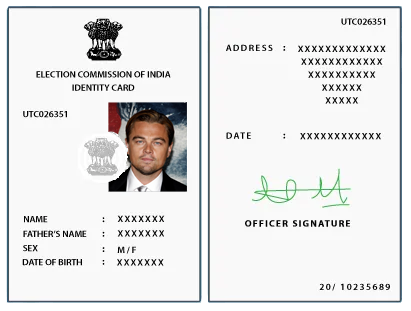 ELECTION COMMISSION OF INDIA
IDENTITY CARD
UTC026351
NAME : XXXXXXX
FATHER'S NAME : XXXXXXX
SEX : M / F
DATE OF BIRTH : XXXXXXX
UTC026351
ADDRESS : XXXXXXXXXXXXX
XXXXXXXXXXXX
XXXXXXXXXX
XXXXXX
XXXXX
DATE : XXXXXXXXXXXX
OFFICER SIGNATURE
20/ 10235689